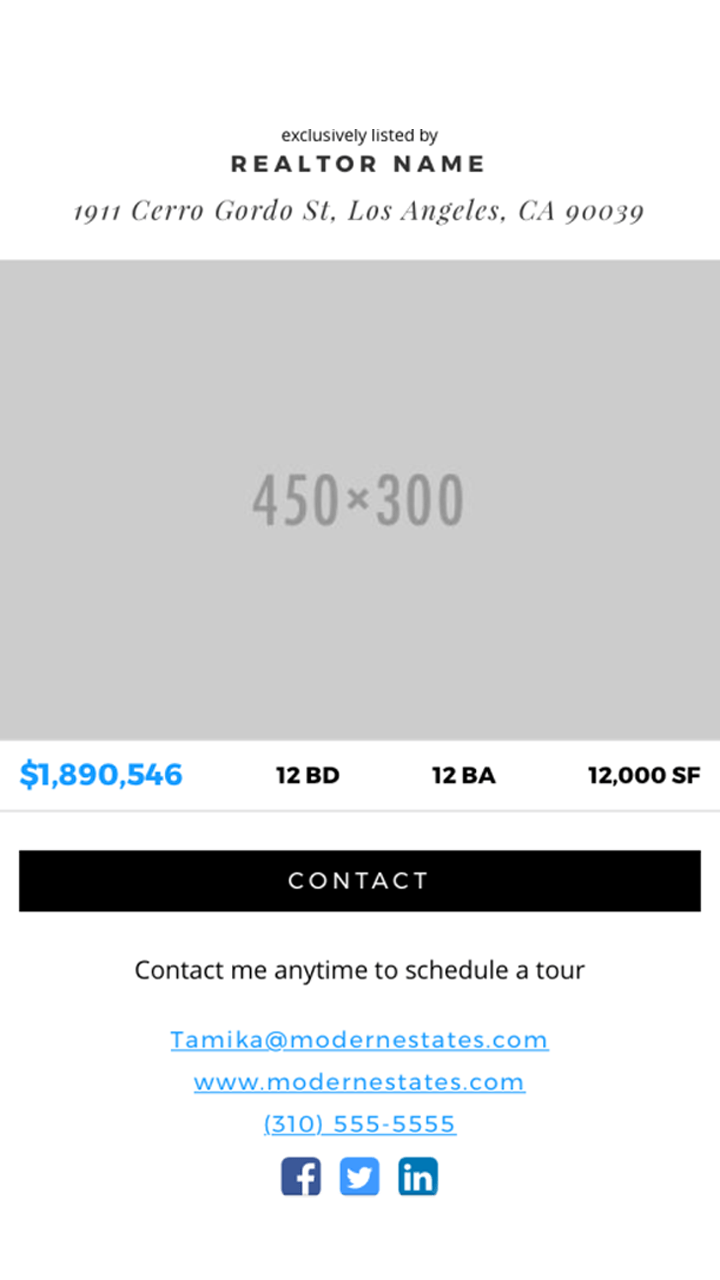 exclusively listed by
REALTOR NAME
1911 Cerro Gordo St, Los Angeles, CA 90039
450×300
$1,890,546 12 BD 12 BA 12,000 SF
CONTACT
Contact me anytime to schedule a tour
Tamika@modernestates.com
www.modernestates.com
(310) 555-5555
f in